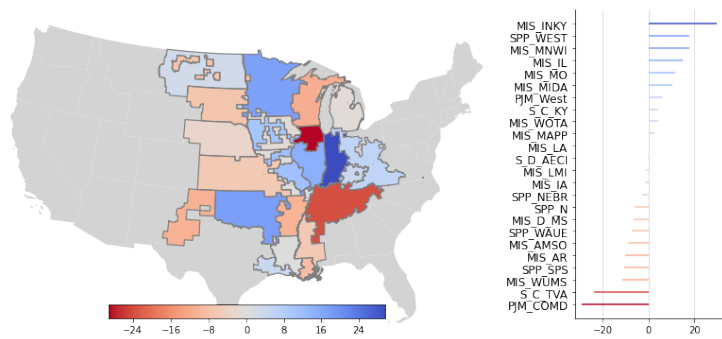 MIS_INKY
SPP_WEST
MIS_MNWI
MIS_IL
MIS_MO
MIS_MIDA
PJM_West
S_C_KY
MIS_WOTA
MIS_MAPP
MIS_LA
S_D_AECI
MIS_LMI
MIS_IA
SPP_NEBR
SPP_N
MIS_D_MS
SPP_WAUE
MIS_AMSO
MIS_AR
SPP_SPS
MIS_WUMS
S_C_TVA
PJM_COMD
−24 −16 −8 0 8 16 24
−20 0 20